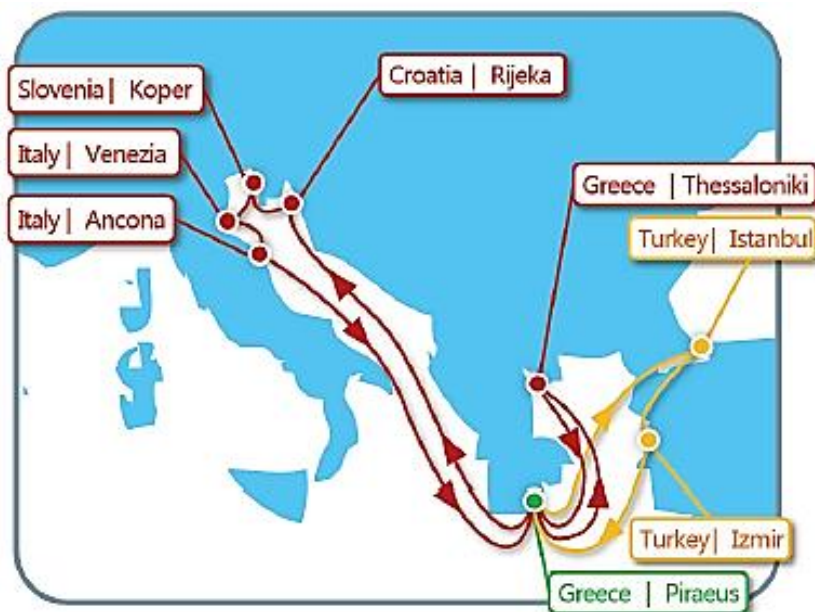 Croatia | Rijeka
Slovenia | Koper
Italy | Venezia
Italy | Ancona
Greece | Thessaloniki
Turkey | Istanbul
Turkey | Izmir
Greece | Piraeus